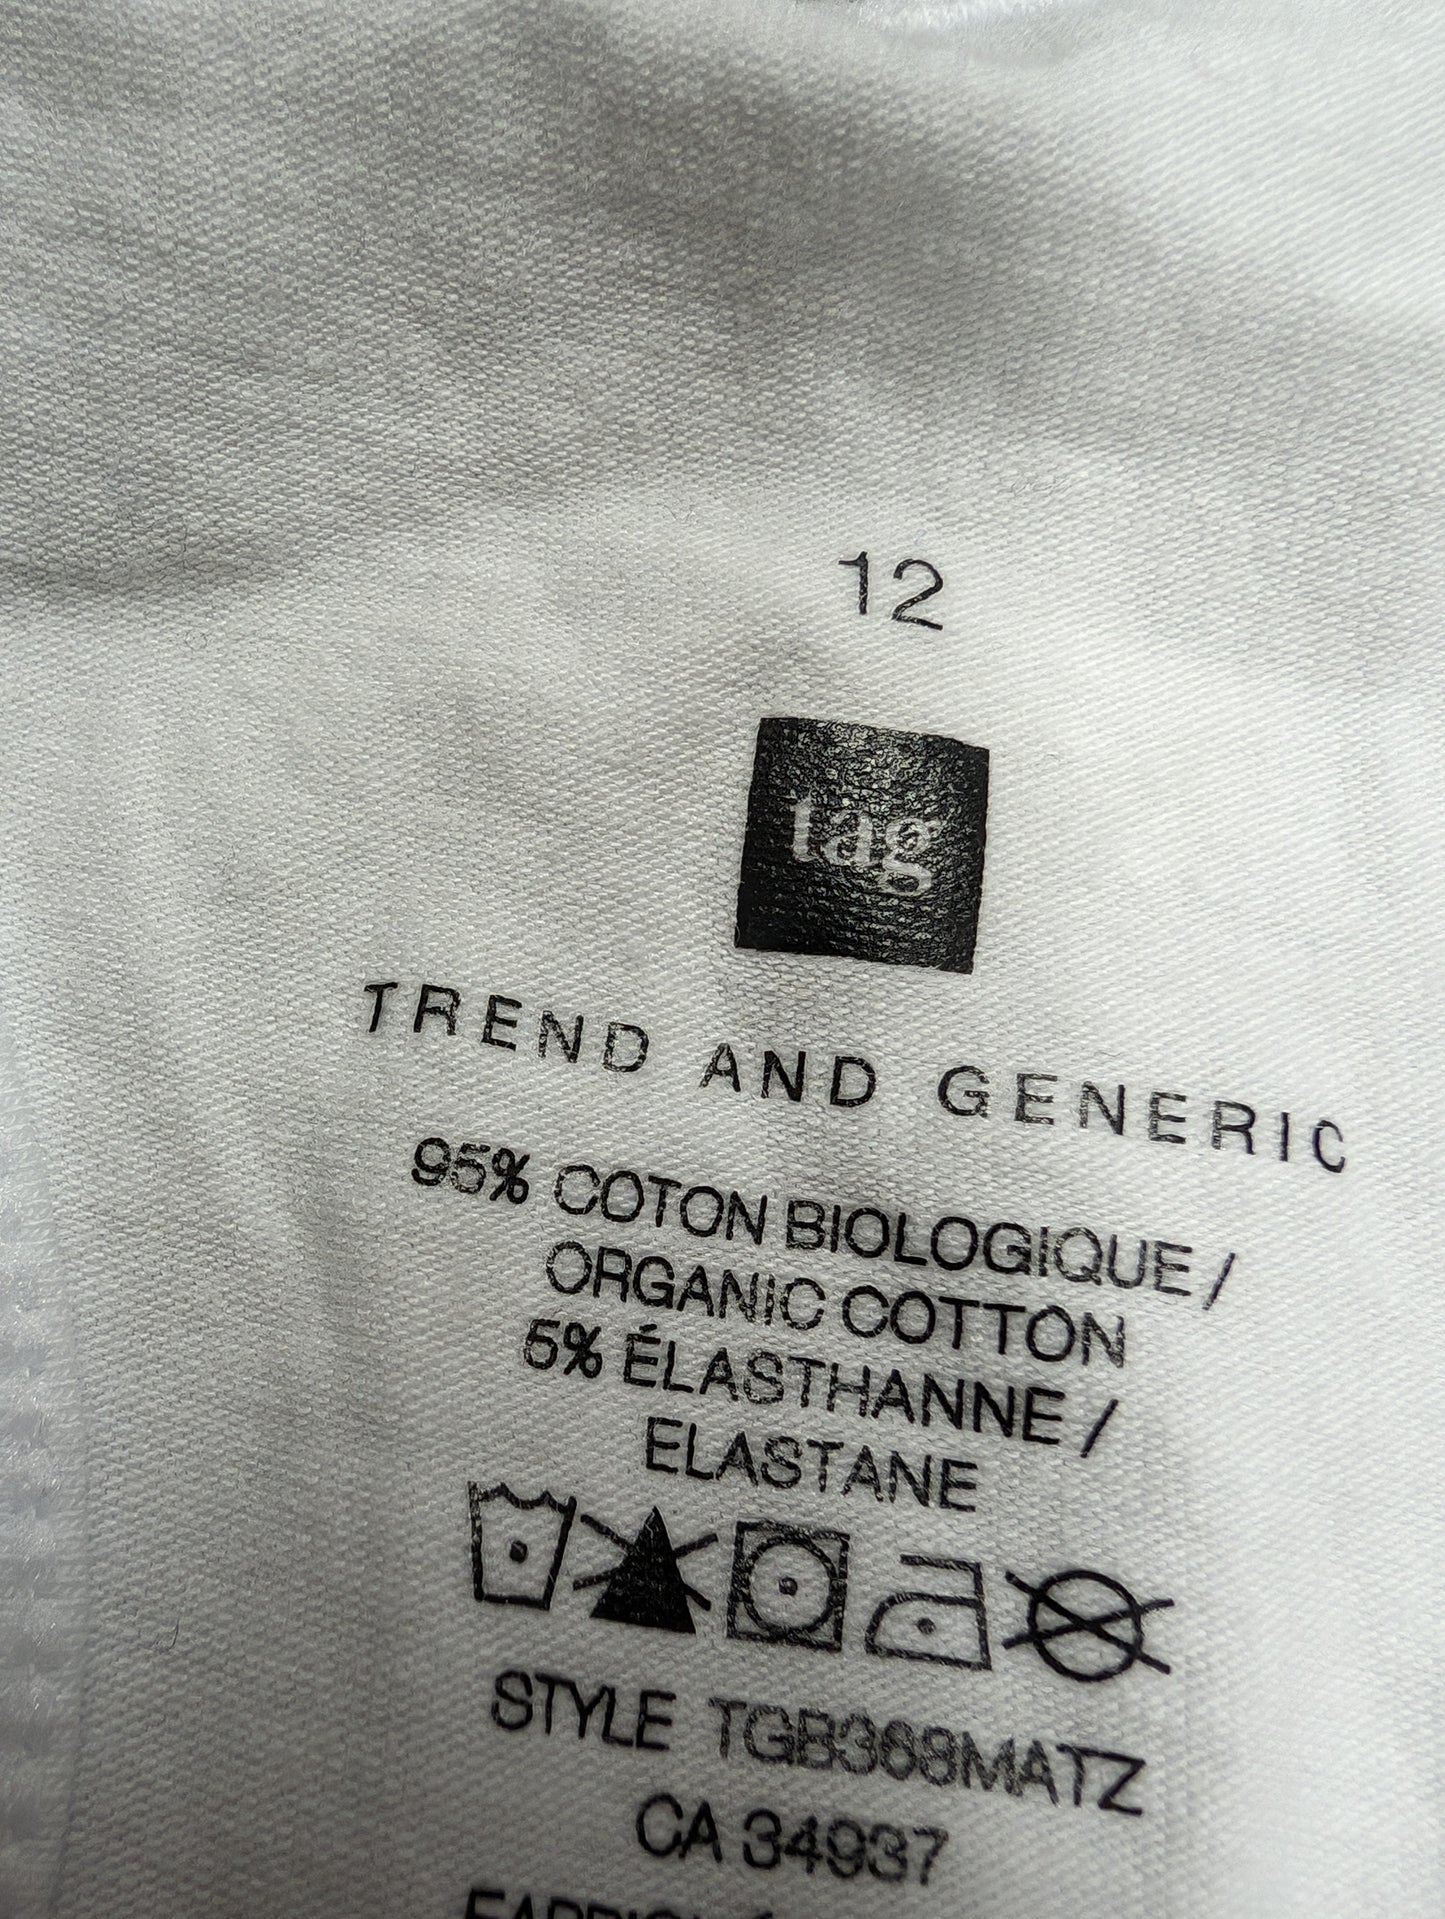 12
tag
TREND AND GENERIC
95% COTON BIOLOGIQUE /
ORGANIC COTTON
5% ÉLASTHANNE /
ELASTANE
STYLE TGB368MATZ
CA 34937